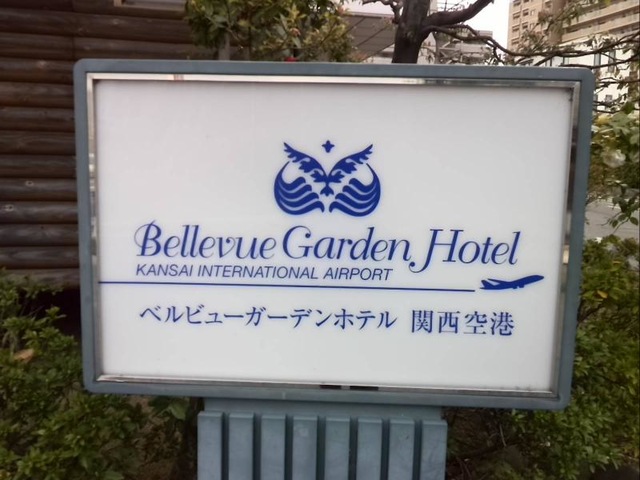 Bellevue Garden Hotel
KANSAI INTERNATIONAL AIRPORT
ベルビューガーデンホテル 関西空港